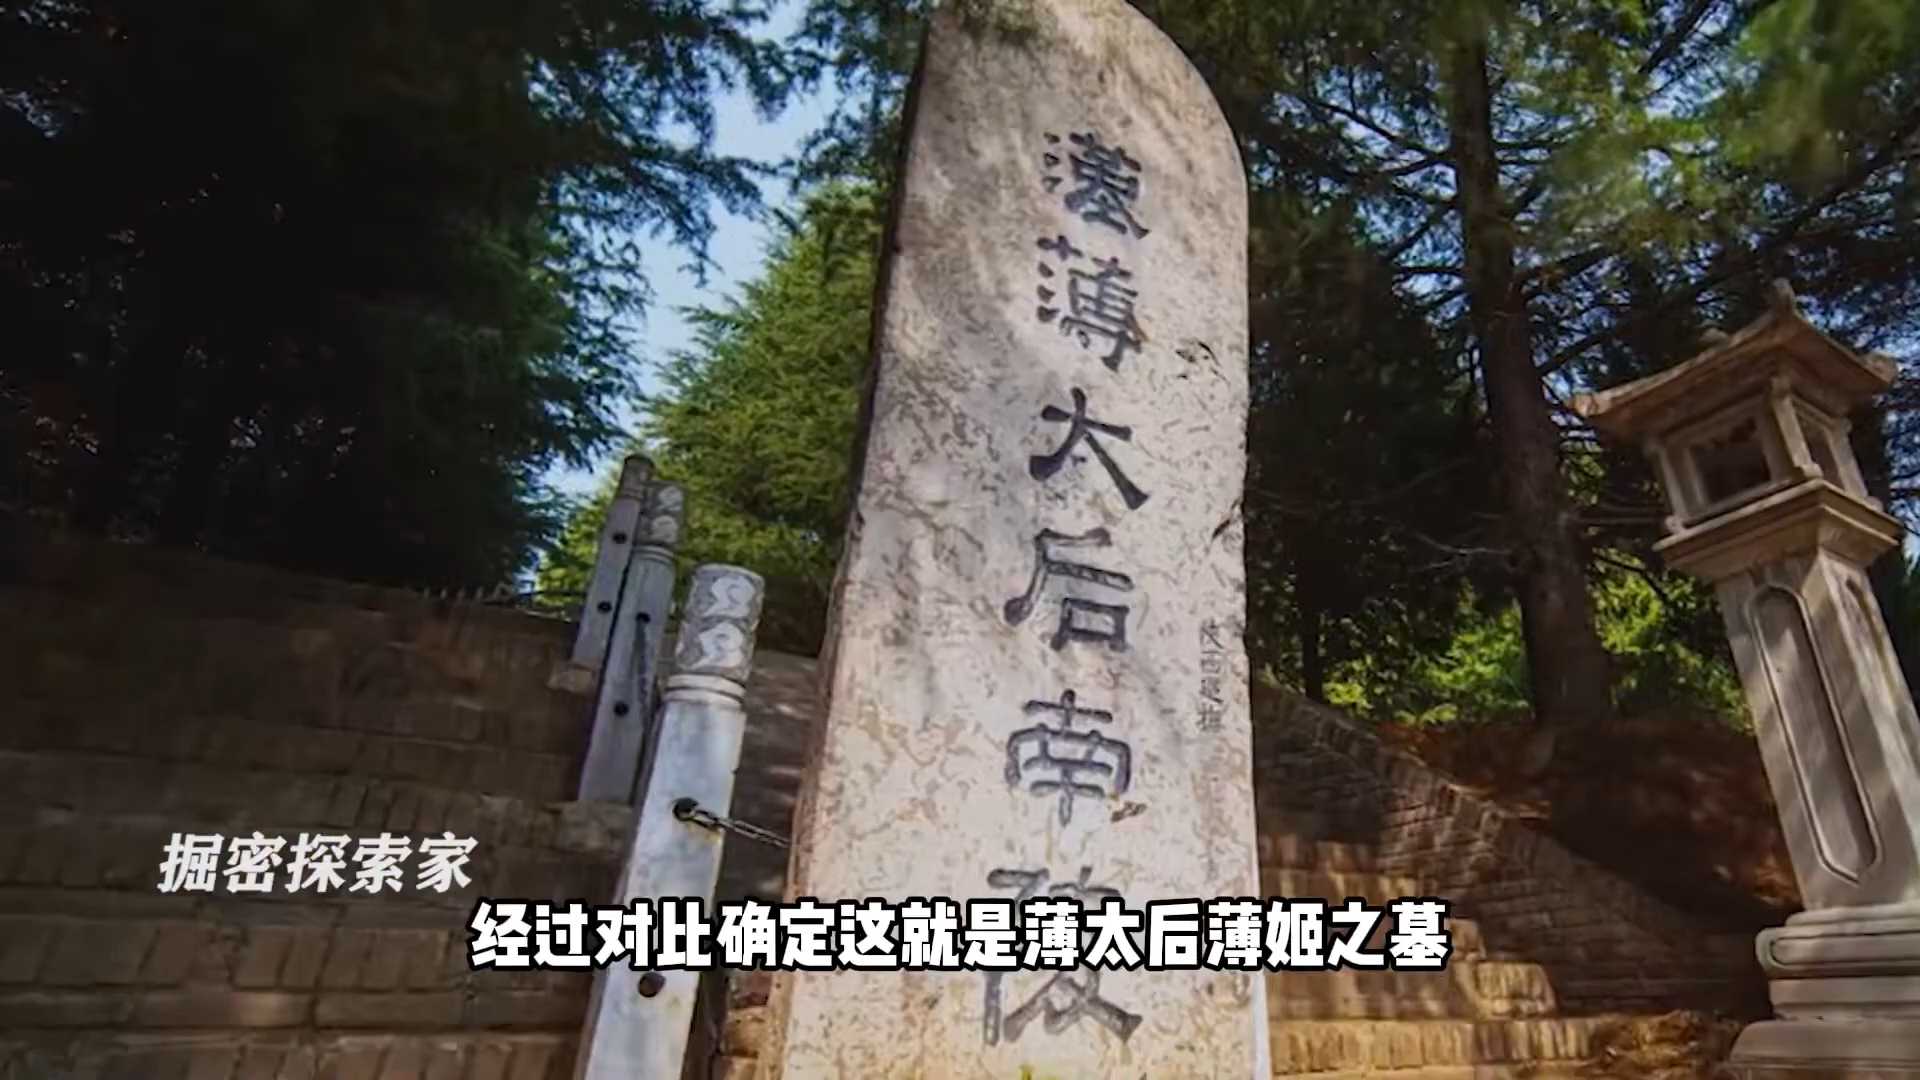 漢薄太后南陵
掘密探索家
经过对比确定这就是薄太后薄姬之墓